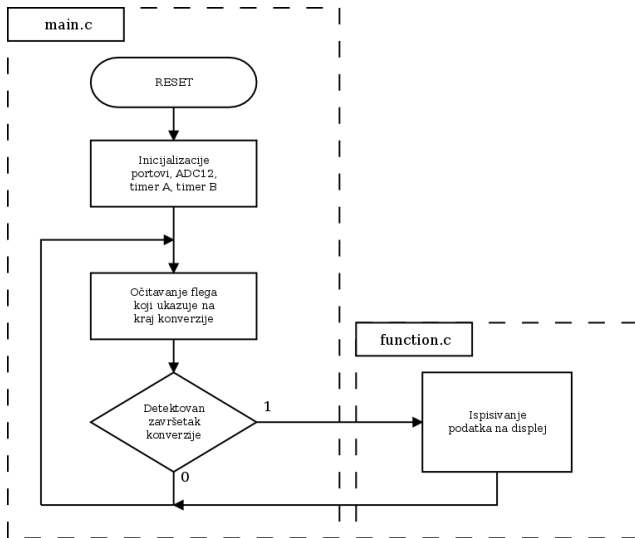 main.c
RESET
Inicijalizacije
portovi, ADC12,
timer A, timer B
Očitavanje flega
koji ukazuje na
kraj konverzije
function.c
Detektovan
završetak
konverzije
1
0
Ispisivanje
podatka na displej